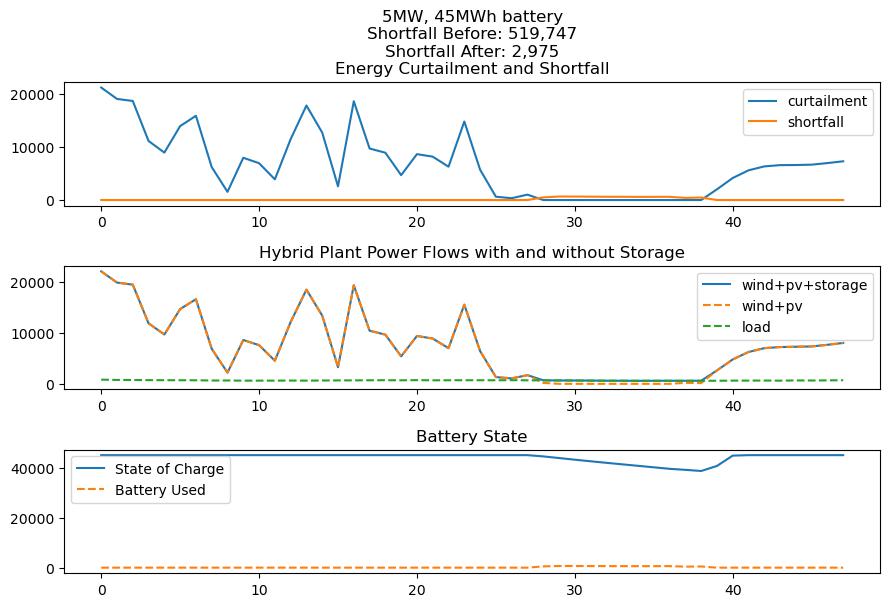 5MW, 45MWh battery
Shortfall Before: 519,747
Shortfall After: 2,975
Energy Curtailment and Shortfall
20000
10000
0
curtailment
shortfall
0
10
20
30
40
Hybrid Plant Power Flows with and without Storage
20000
10000
0
wind+pv+storage
wind+pv
load
0
10
20
30
40
Battery State
40000
20000
0
State of Charge
Battery Used
0
10
20
30
40